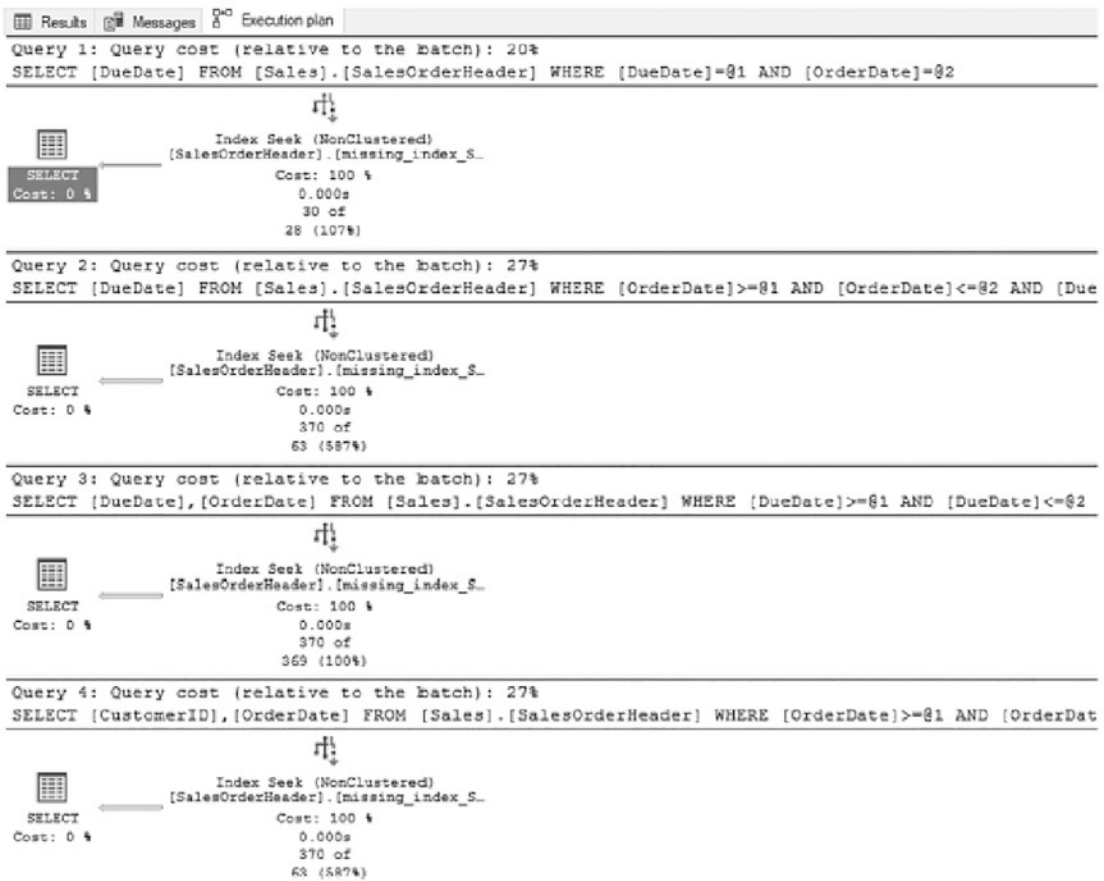 Results Messages Execution plan
Query 1: Query cost (relative to the batch): 20%
SELECT [DueDate] FROM [Sales].[SalesOrderHeader] WHERE [DueDate]=@1 AND [OrderDate]=@2
Index Seek (NonClustered)
[SalesOrderHeader].[missing_index_S…
SELECT
Cost: 0 %
Cost: 100 %
0.000s
30 of
28 (107%)
Query 2: Query cost (relative to the batch): 27%
SELECT [DueDate] FROM [Sales].[SalesOrderHeader] WHERE [OrderDate]>=@1 AND [OrderDate]<=@2 AND [Due
Index Seek (NonClustered)
[SalesOrderHeader].[missing_index_S…
SELECT
Cost: 0 %
Cost: 100 %
0.000s
370 of
63 (587%)
Query 3: Query cost (relative to the batch): 27%
SELECT [DueDate],[OrderDate] FROM [Sales].[SalesOrderHeader] WHERE [DueDate]>=@1 AND [DueDate]<=@2
Index Seek (NonClustered)
[SalesOrderHeader].[missing_index_S…
SELECT
Cost: 0 %
Cost: 100 %
0.000s
370 of
369 (100%)
Query 4: Query cost (relative to the batch): 27%
SELECT [CustomerID],[OrderDate] FROM [Sales].[SalesOrderHeader] WHERE [OrderDate]>=@1 AND [OrderDat
Index Seek (NonClustered)
[SalesOrderHeader].[missing_index_S…
SELECT
Cost: 0 %
Cost: 100 %
0.000s
370 of
63 (587%)